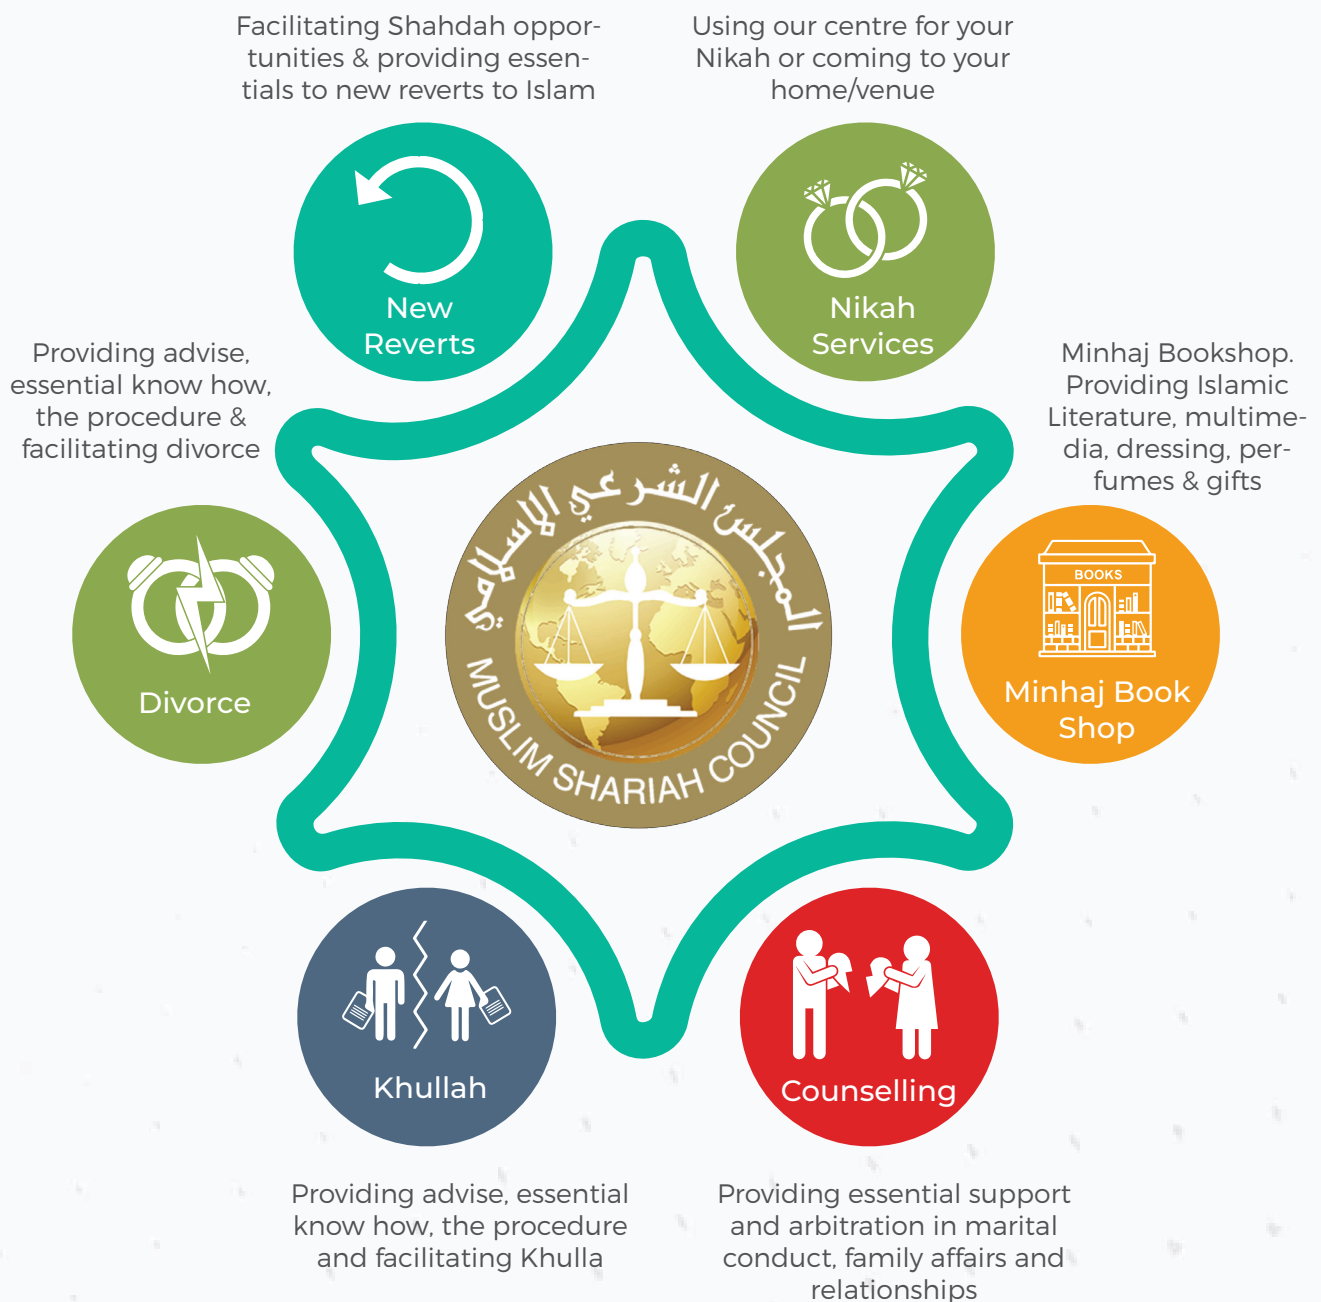 Facilitating Shahdah oppor-
tunities & providing essen-
tials to new reverts to Islam
New
Reverts
Using our centre for your
Nikah or coming to your
home/venue
Nikah
Services
Providing advise,
essential know how,
the procedure &
facilitating divorce
Divorce
المجلس الشرعي الاسلامي
MUSLIM SHARIAH COUNCIL
Minhaj Bookshop.
Providing Islamic
Literature, multime-
dia, dressing, per-
fumes & gifts
BOOKS
Minhaj Book
Shop
Khullah
Providing advise, essential
know how, the procedure
and facilitating Khulla
Counselling
Providing essential support
and arbitration in marital
conduct, family affairs and
relationships